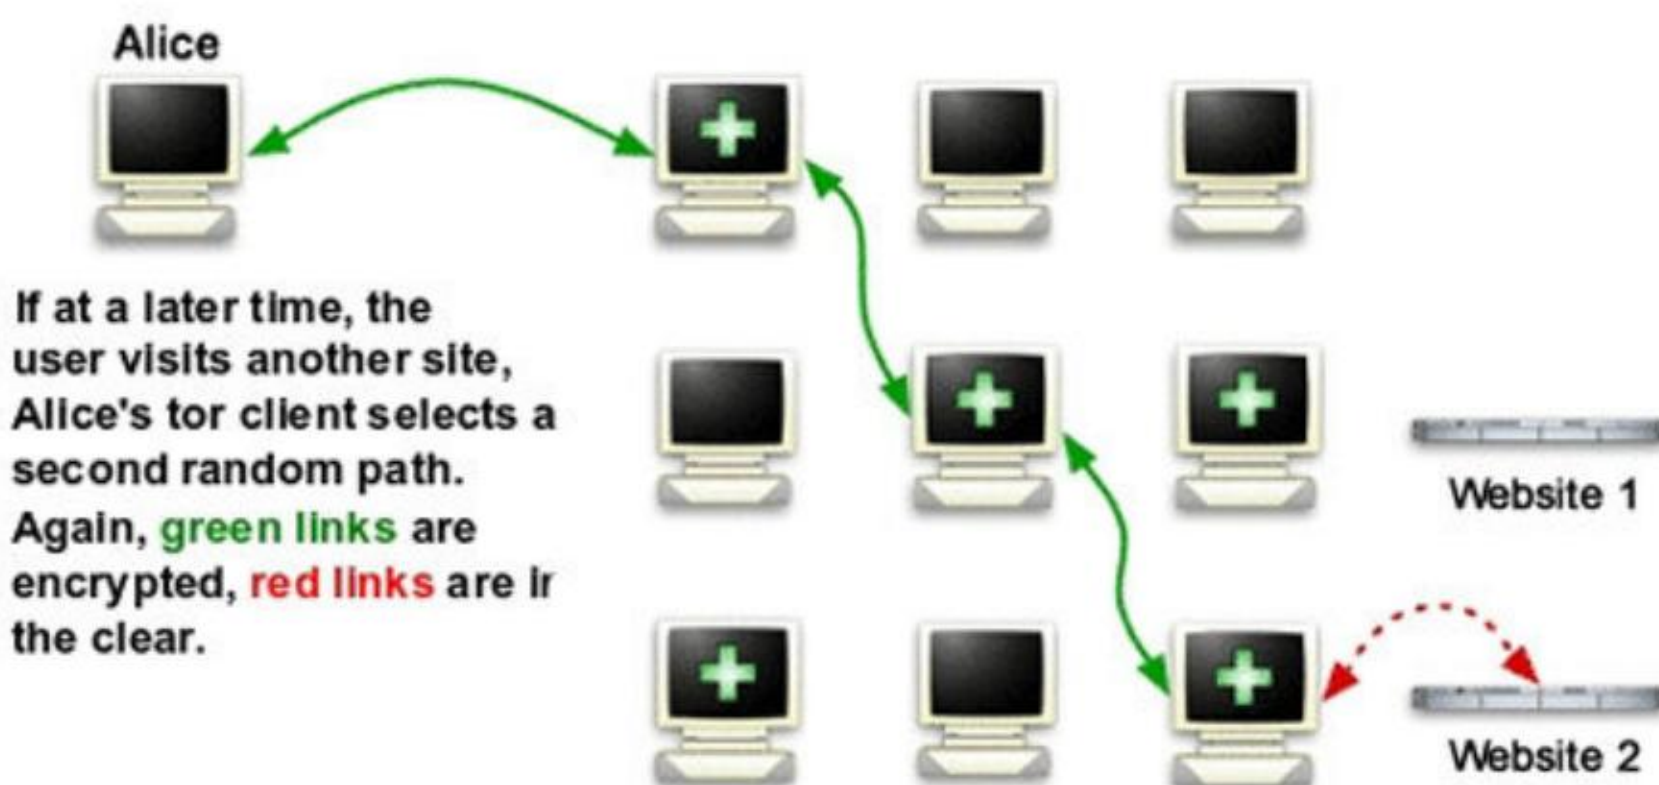 Alice
If at a later time, the
user visits another site,
Alice's tor client selects a
second random path.
Again, green links are
encrypted, red links are ir
the clear.
Website 1
Website 2